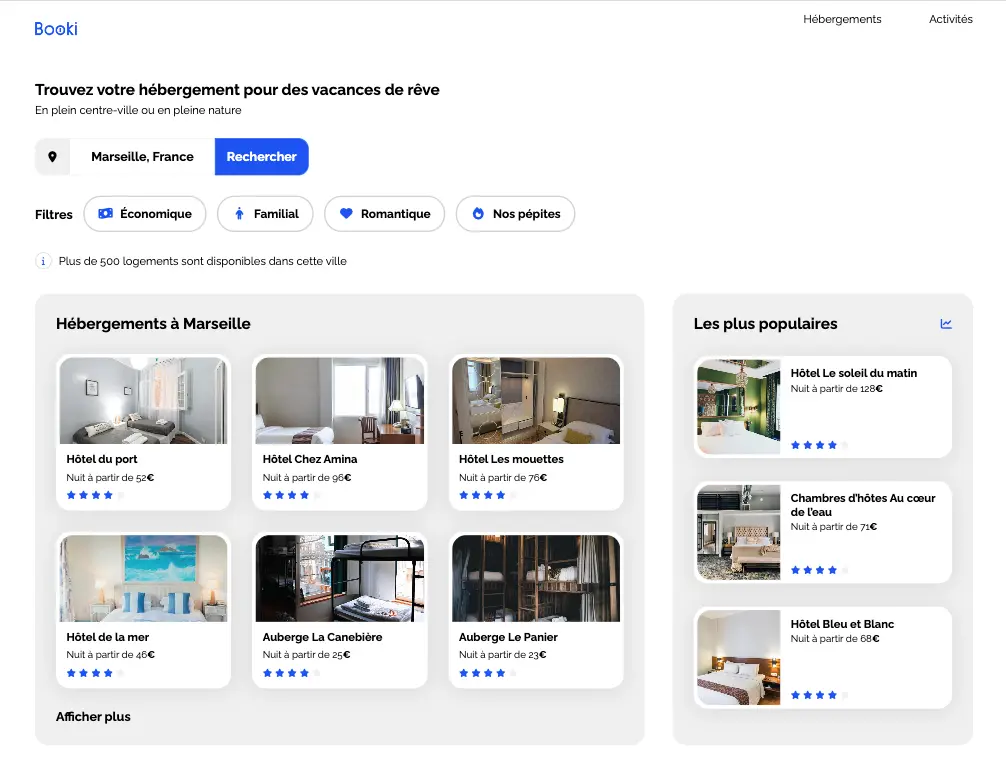 Booki
Hébergements
Activités
Trouvez votre hébergement pour des vacances de rêve
En plein centre-ville ou en pleine nature
Marseille, France
Rechercher
Filtres
Économique
Familial
Romantique
Nos pépites
Plus de 500 logements sont disponibles dans cette ville
Hébergements à Marseille
Hôtel du port
Nuit à partir de 52€
Hôtel Chez Amina
Nuit à partir de 96€
Hôtel Les mouettes
Nuit à partir de 76€
Hôtel de la mer
Nuit à partir de 46€
Auberge La Canebière
Nuit à partir de 25€
Auberge Le Panier
Nuit à partir de 23€
Afficher plus
Les plus populaires
Hôtel Le soleil du matin
Nuit à partir de 128€
Chambres d'hôtes Au cœur
de l'eau
Nuit à partir de 71€
Hôtel Bleu et Blanc
Nuit à partir de 68€